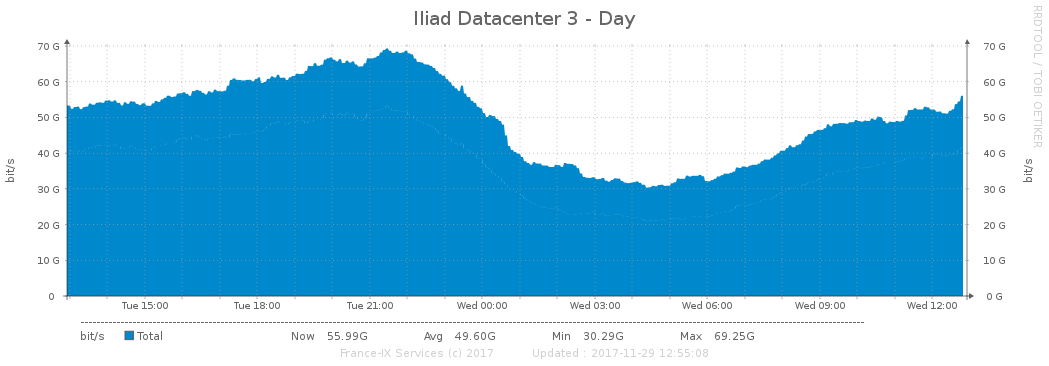 Iliad Datacenter 3 - Day
RRDTOOL / TOBI OETIKER
70 G
60 G
50 G
40 G
30 G
20 G
10 G
0
bit/s
70 G
60 G
50 G
40 G
30 G
20 G
10 G
0 G
bit/s
Tue 15:00 Tue 18:00 Tue 21:00 Wed 00:00 Wed 03:00 Wed 06:00 Wed 09:00 Wed 12:00
bit/s Total Now 55.99G Avg 49.60G Min 30.29G Max 69.25G
France-IX Services (c) 2017 Updated : 2017-11-29 12:55:08